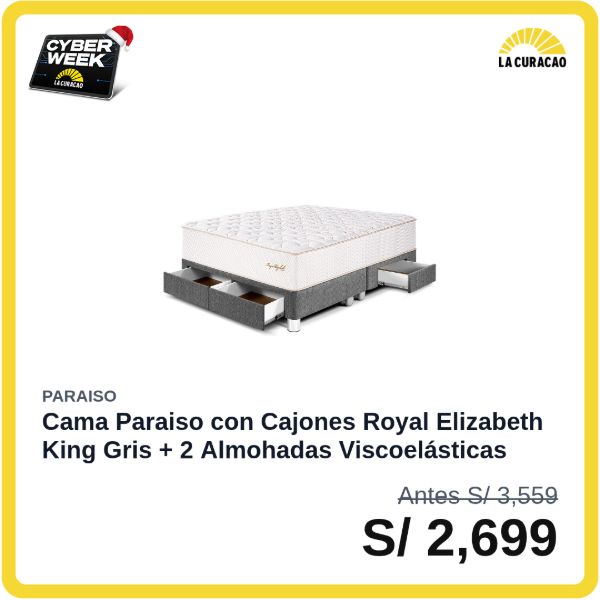 CYBER
WEEK
LA CURACAO
LA CURACAO
PARAISO
Cama Paraiso con Cajones Royal Elizabeth
King Gris + 2 Almohadas Viscoelásticas
Antes S/ 3,559
S/ 2,699